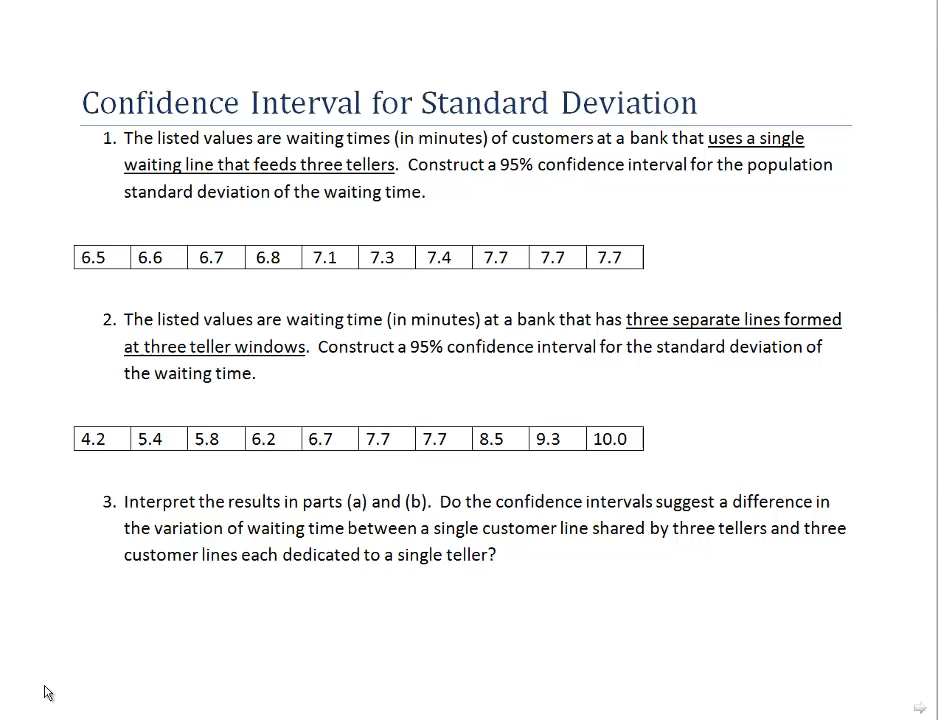 Confidence Interval for Standard Deviation
1. The listed values are waiting times (in minutes) of customers at a bank that uses a single
waiting line that feeds three tellers. Construct a 95% confidence interval for the population
standard deviation of the waiting time.
6.5 6.6 6.7 6.8 7.1 7.3 7.4 7.7 7.7 7.7
2. The listed values are waiting time (in minutes) at a bank that has three separate lines formed
at three teller windows. Construct a 95% confidence interval for the standard deviation of
the waiting time.
4.2 5.4 5.8 6.2 6.7 7.7 7.7 8.5 9.3 10.0
3. Interpret the results in parts (a) and (b). Do the confidence intervals suggest a difference in
the variation of waiting time between a single customer line shared by three tellers and three
customer lines each dedicated to a single teller?